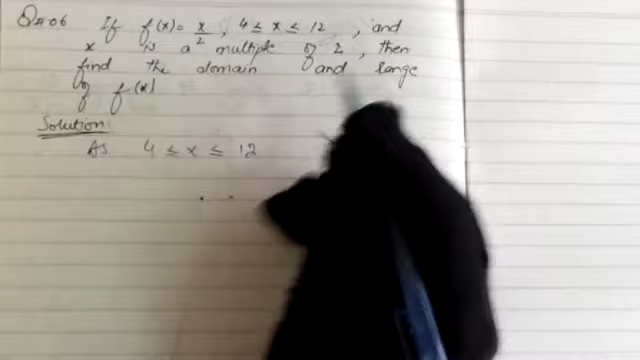 Q#06 If f(x)= x/2 , 4 ≤ x ≤ 12 , and
x is a multiple of 2 , then
find the domain and range
of f(x)
Solution
As 4 ≤ x ≤ 12